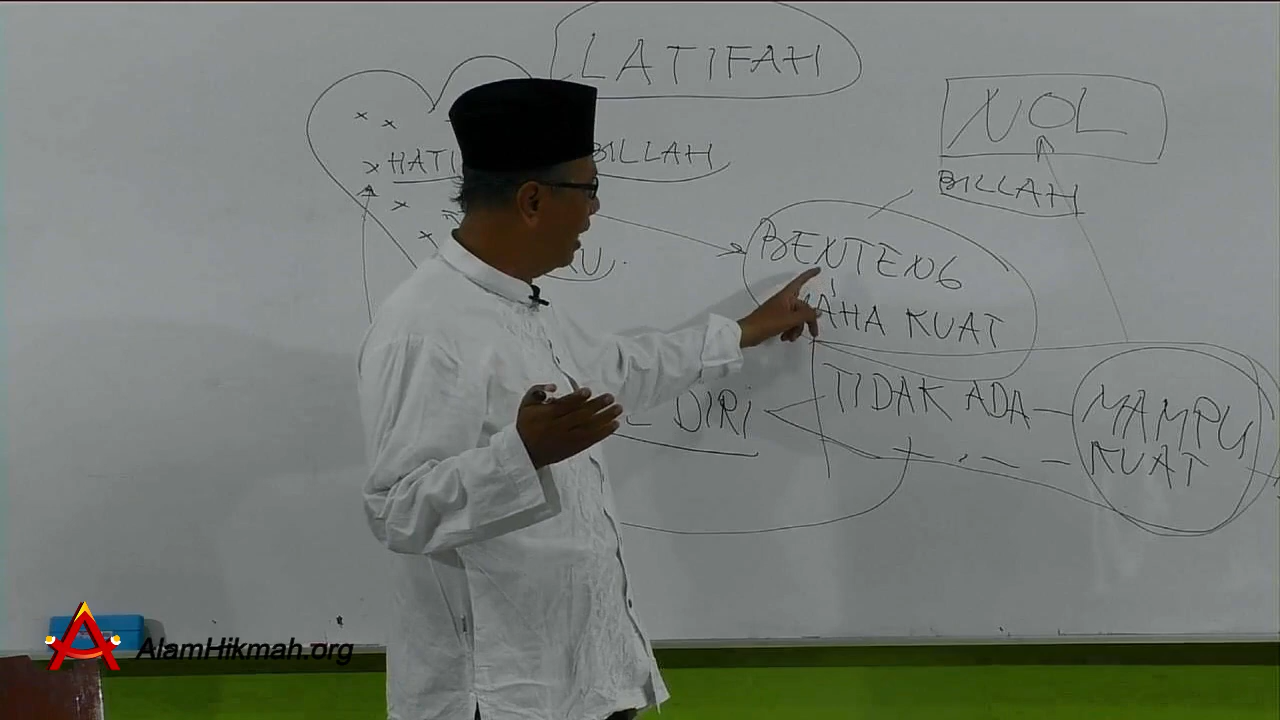 LATIFAH
NOL
HATI BILLAH
BILLAH
BENTENG
MAHA KUAT
DIRI
TIDAK ADA — MAMPU
KUAT
AlamHikmah.org